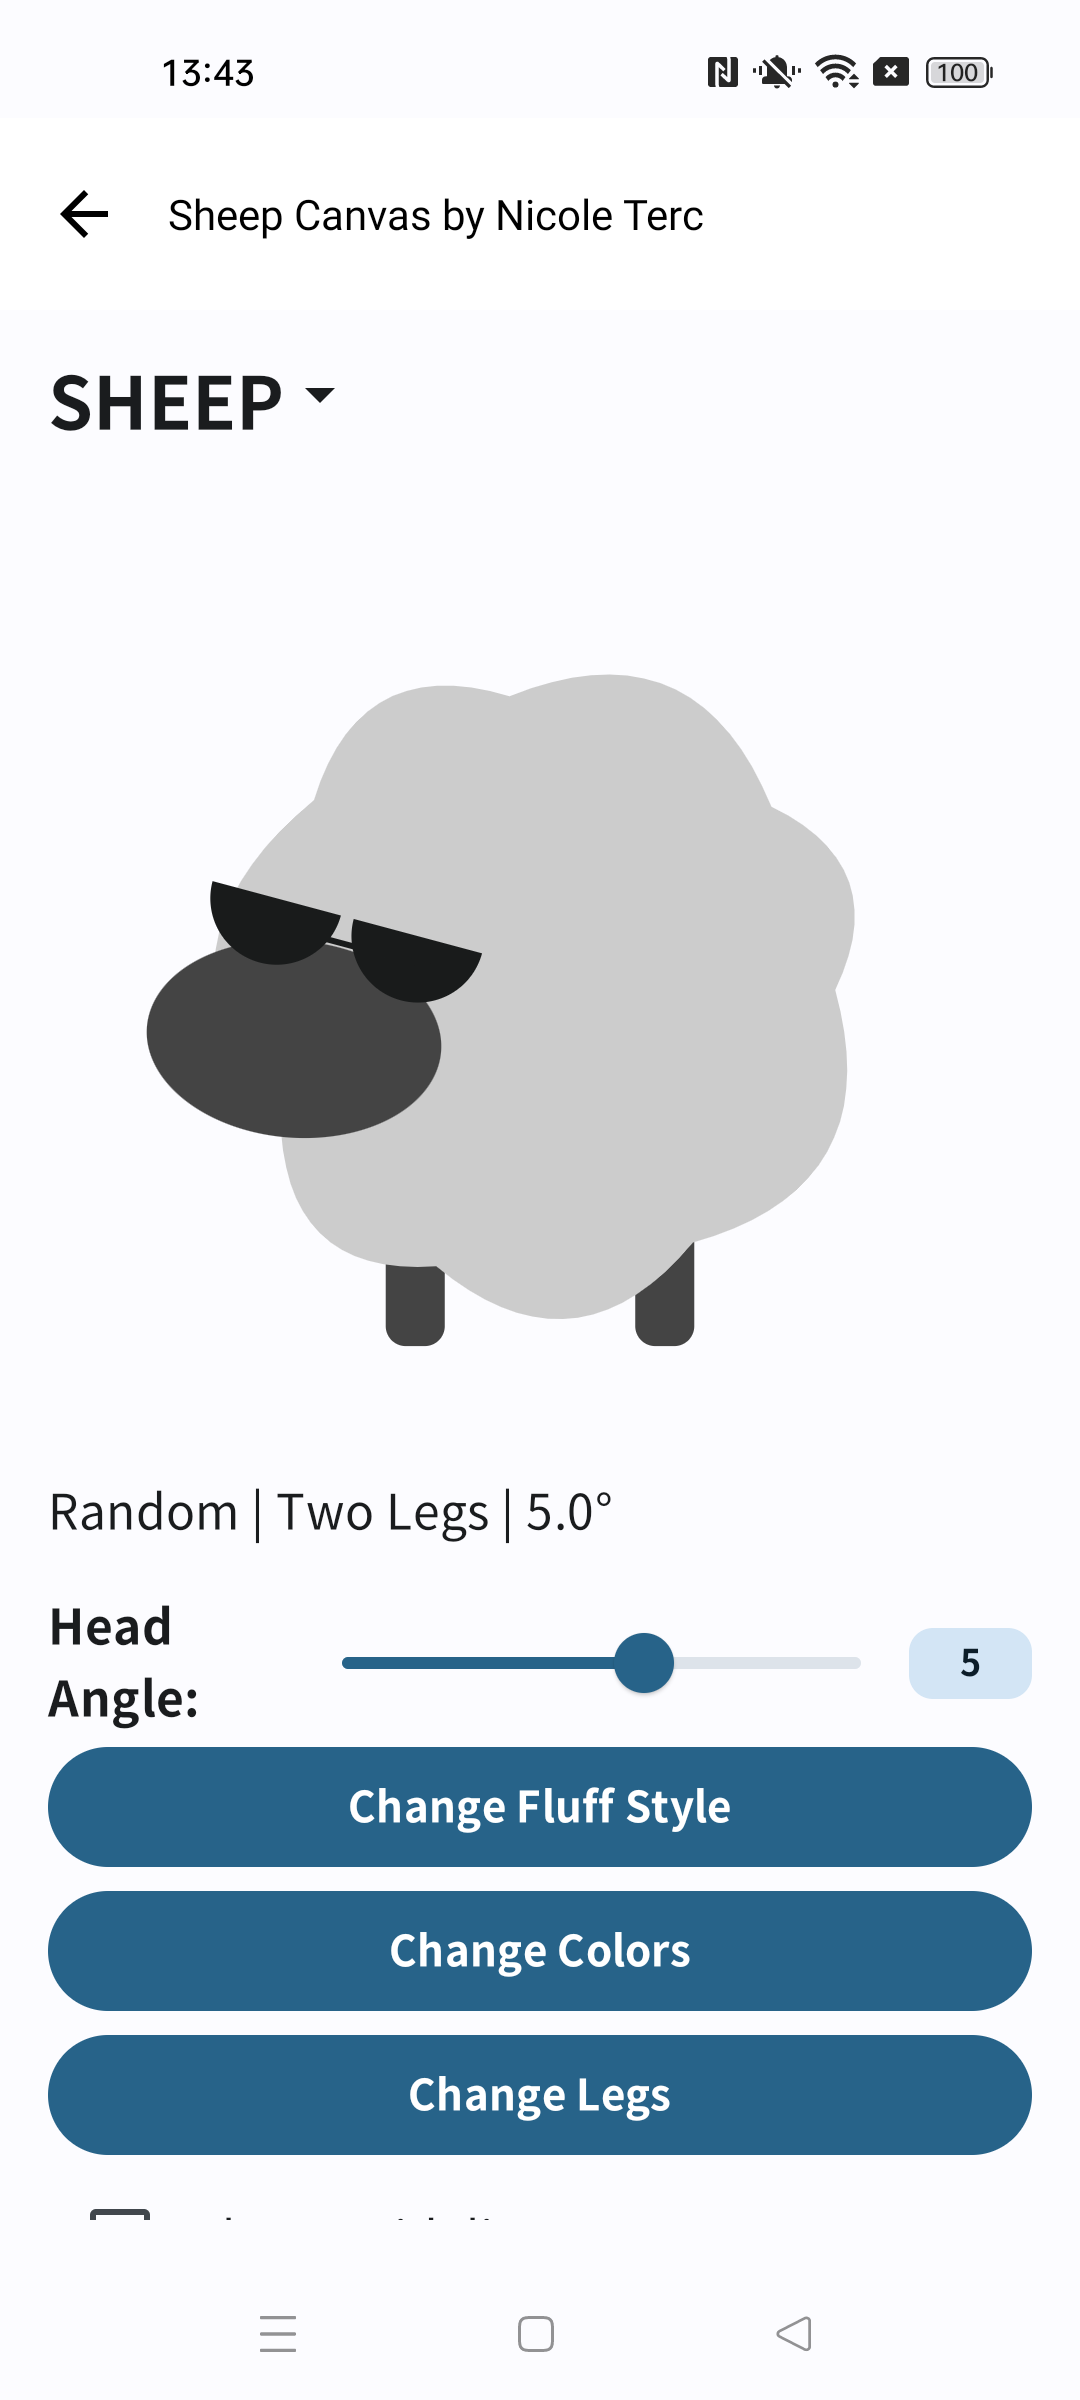 13:43
100
Sheep Canvas by Nicole Terc
SHEEP
Random | Two Legs | 5.0°
Head
Angle:
5
Change Fluff Style
Change Colors
Change Legs